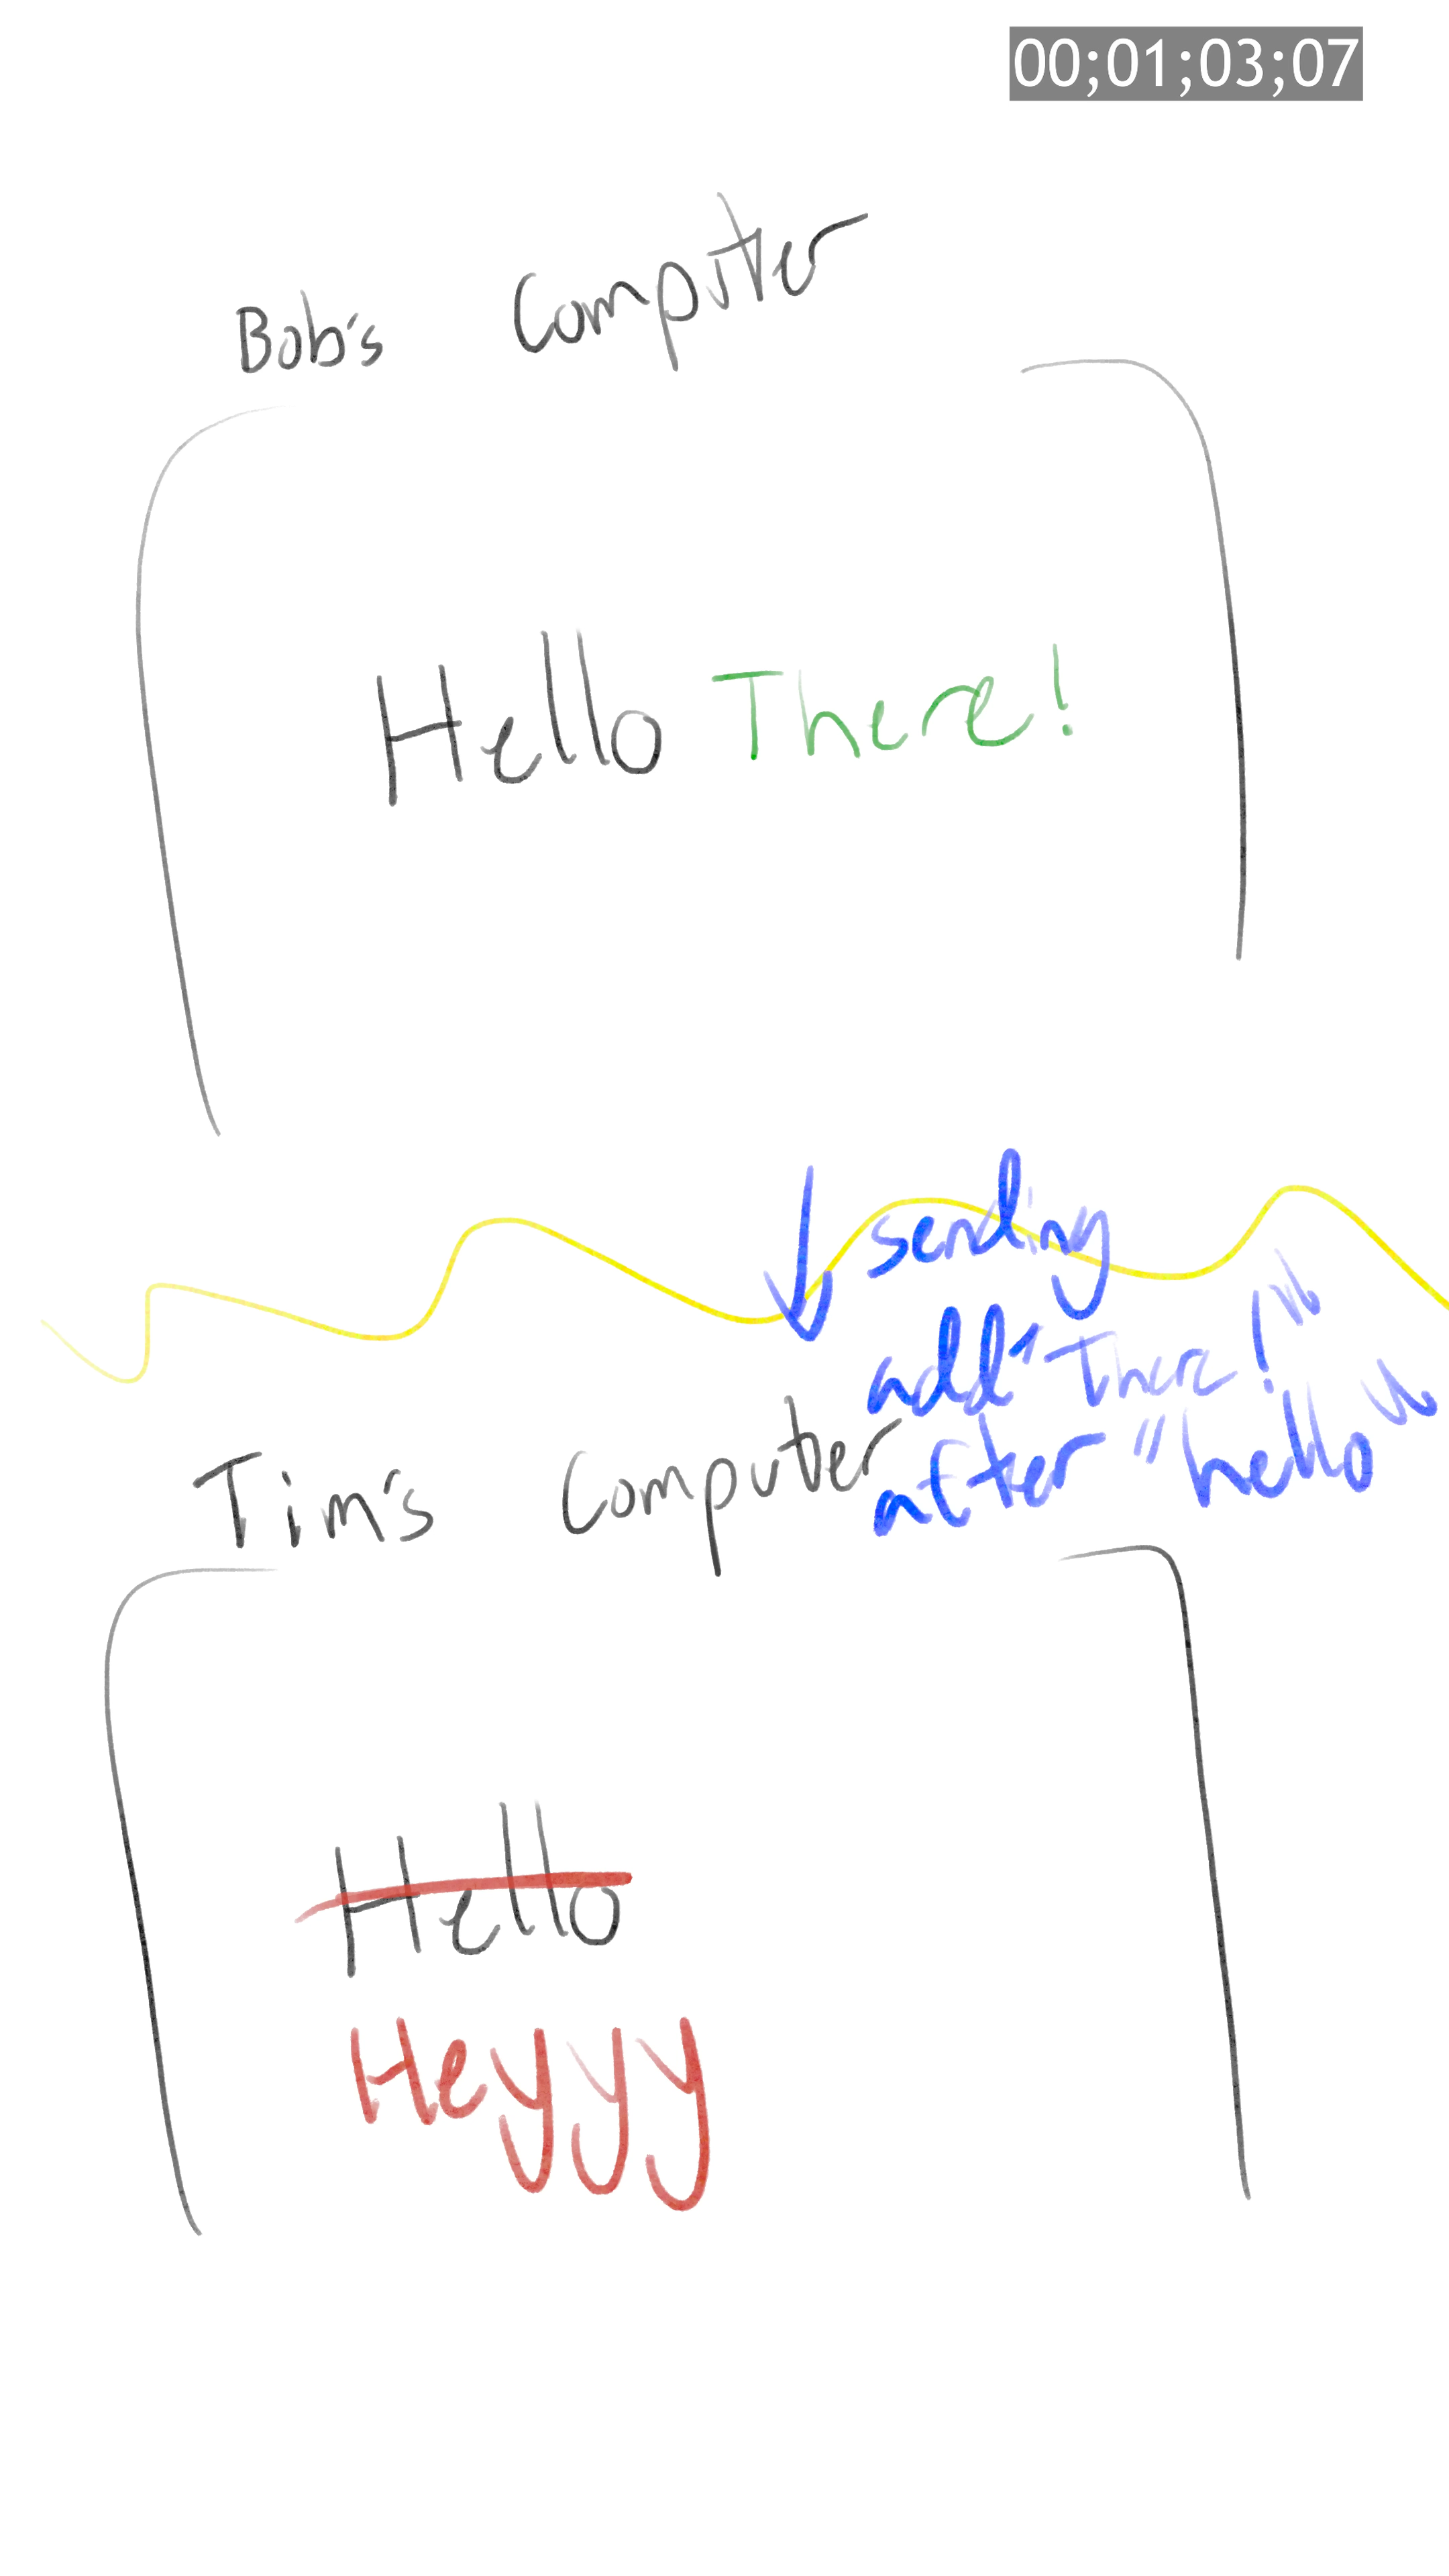 00;01;03;07
Bob's Computer
Hello There!
sending
add "There!"
after "hello"
Tim's Computer
Hello
Heyyy